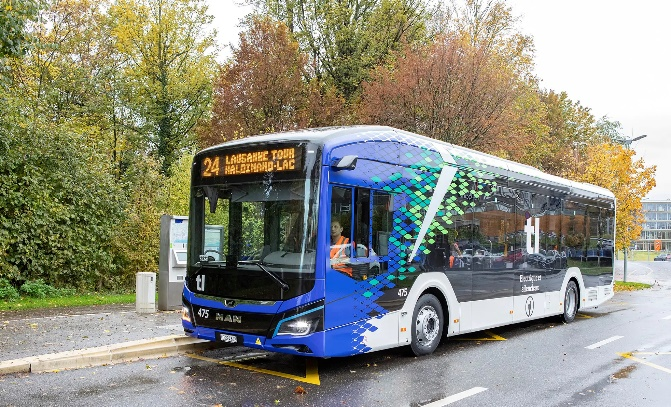 24 LAUSANNE TOUR
HALDIMAND-LAC
tl
475 MAN
475
tl